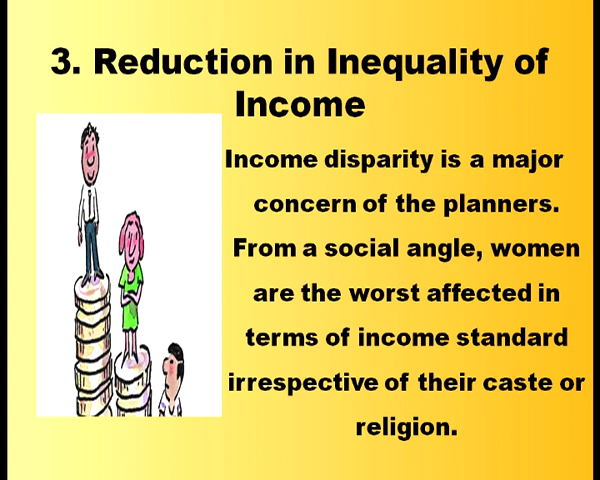 3. Reduction in Inequality of
Income
Income disparity is a major
concern of the planners.
From a social angle, women
are the worst affected in
terms of income standard
irrespective of their caste or
religion.